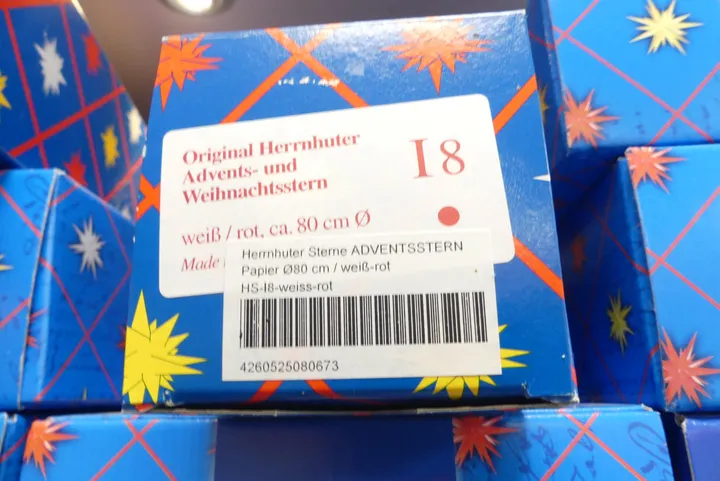 Original Herrnhuter
Advents- und
Weihnachtsstern
I8
weiß / rot, ca. 80 cm Ø
Made
Herrnhuter Sterne ADVENTSSTERN
Papier Ø80 cm / weiß-rot
HS-I8-weiss-rot
4260525080673